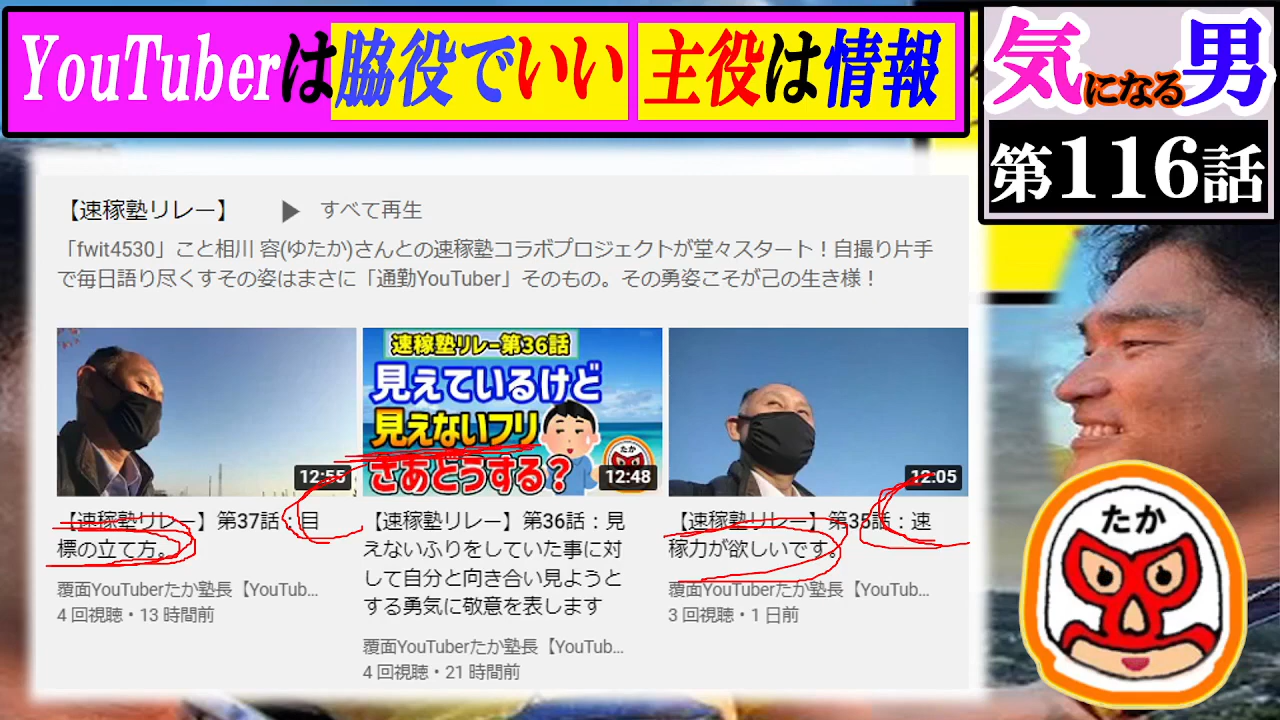 YouTuberは脇役でいい 主役は情報
気になる男
第116話
【速稼塾リレー】 すべて再生
「fwit4530」こと相川 容(ゆたか)さんとの速稼塾コラボプロジェクトが堂々スタート！自撮り片手
で毎日語り尽くすその姿はまさに「通勤YouTuber」そのもの。その勇姿こそが己の生き様！
12:55
速稼塾リレー第36話
見えているけど
見えないフリ
さあどうする？
たか
12:48
12:05
【速稼塾リレー】第37話：目
標の立て方。
覆面YouTuberたか塾長【YouTub...
4 回視聴・13 時間前
【速稼塾リレー】第36話：見
えないふりをしていた事に対
して自分と向き合い見ようと
する勇気に敬意を表します
覆面YouTuberたか塾長【YouTub...
4 回視聴・21 時間前
【速稼塾リレー】第35話：速
稼力が欲しいです。
覆面YouTuberたか塾長【YouTub...
3 回視聴・1 日前
たか